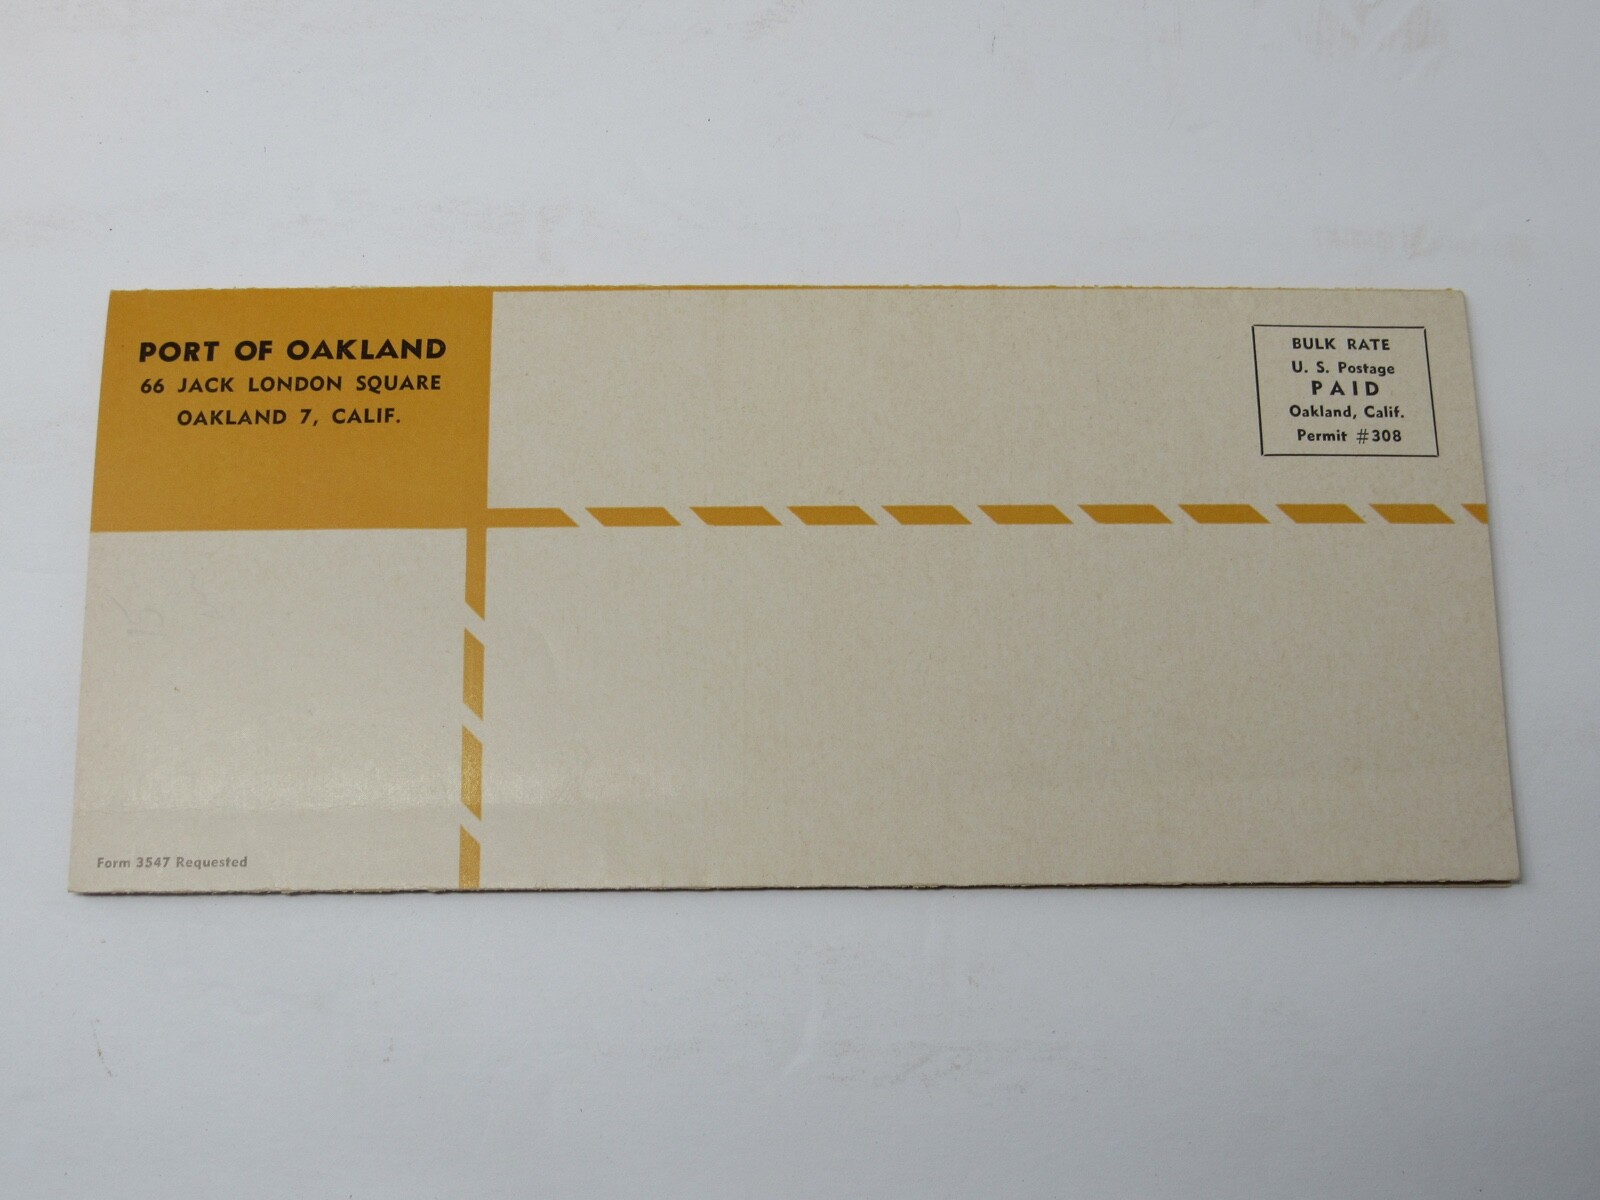 PORT OF OAKLAND
66 JACK LONDON SQUARE
OAKLAND 7, CALIF.
BULK RATE
U. S. Postage
PAID
Oakland, Calif.
Permit #308
Form 3547 Requested